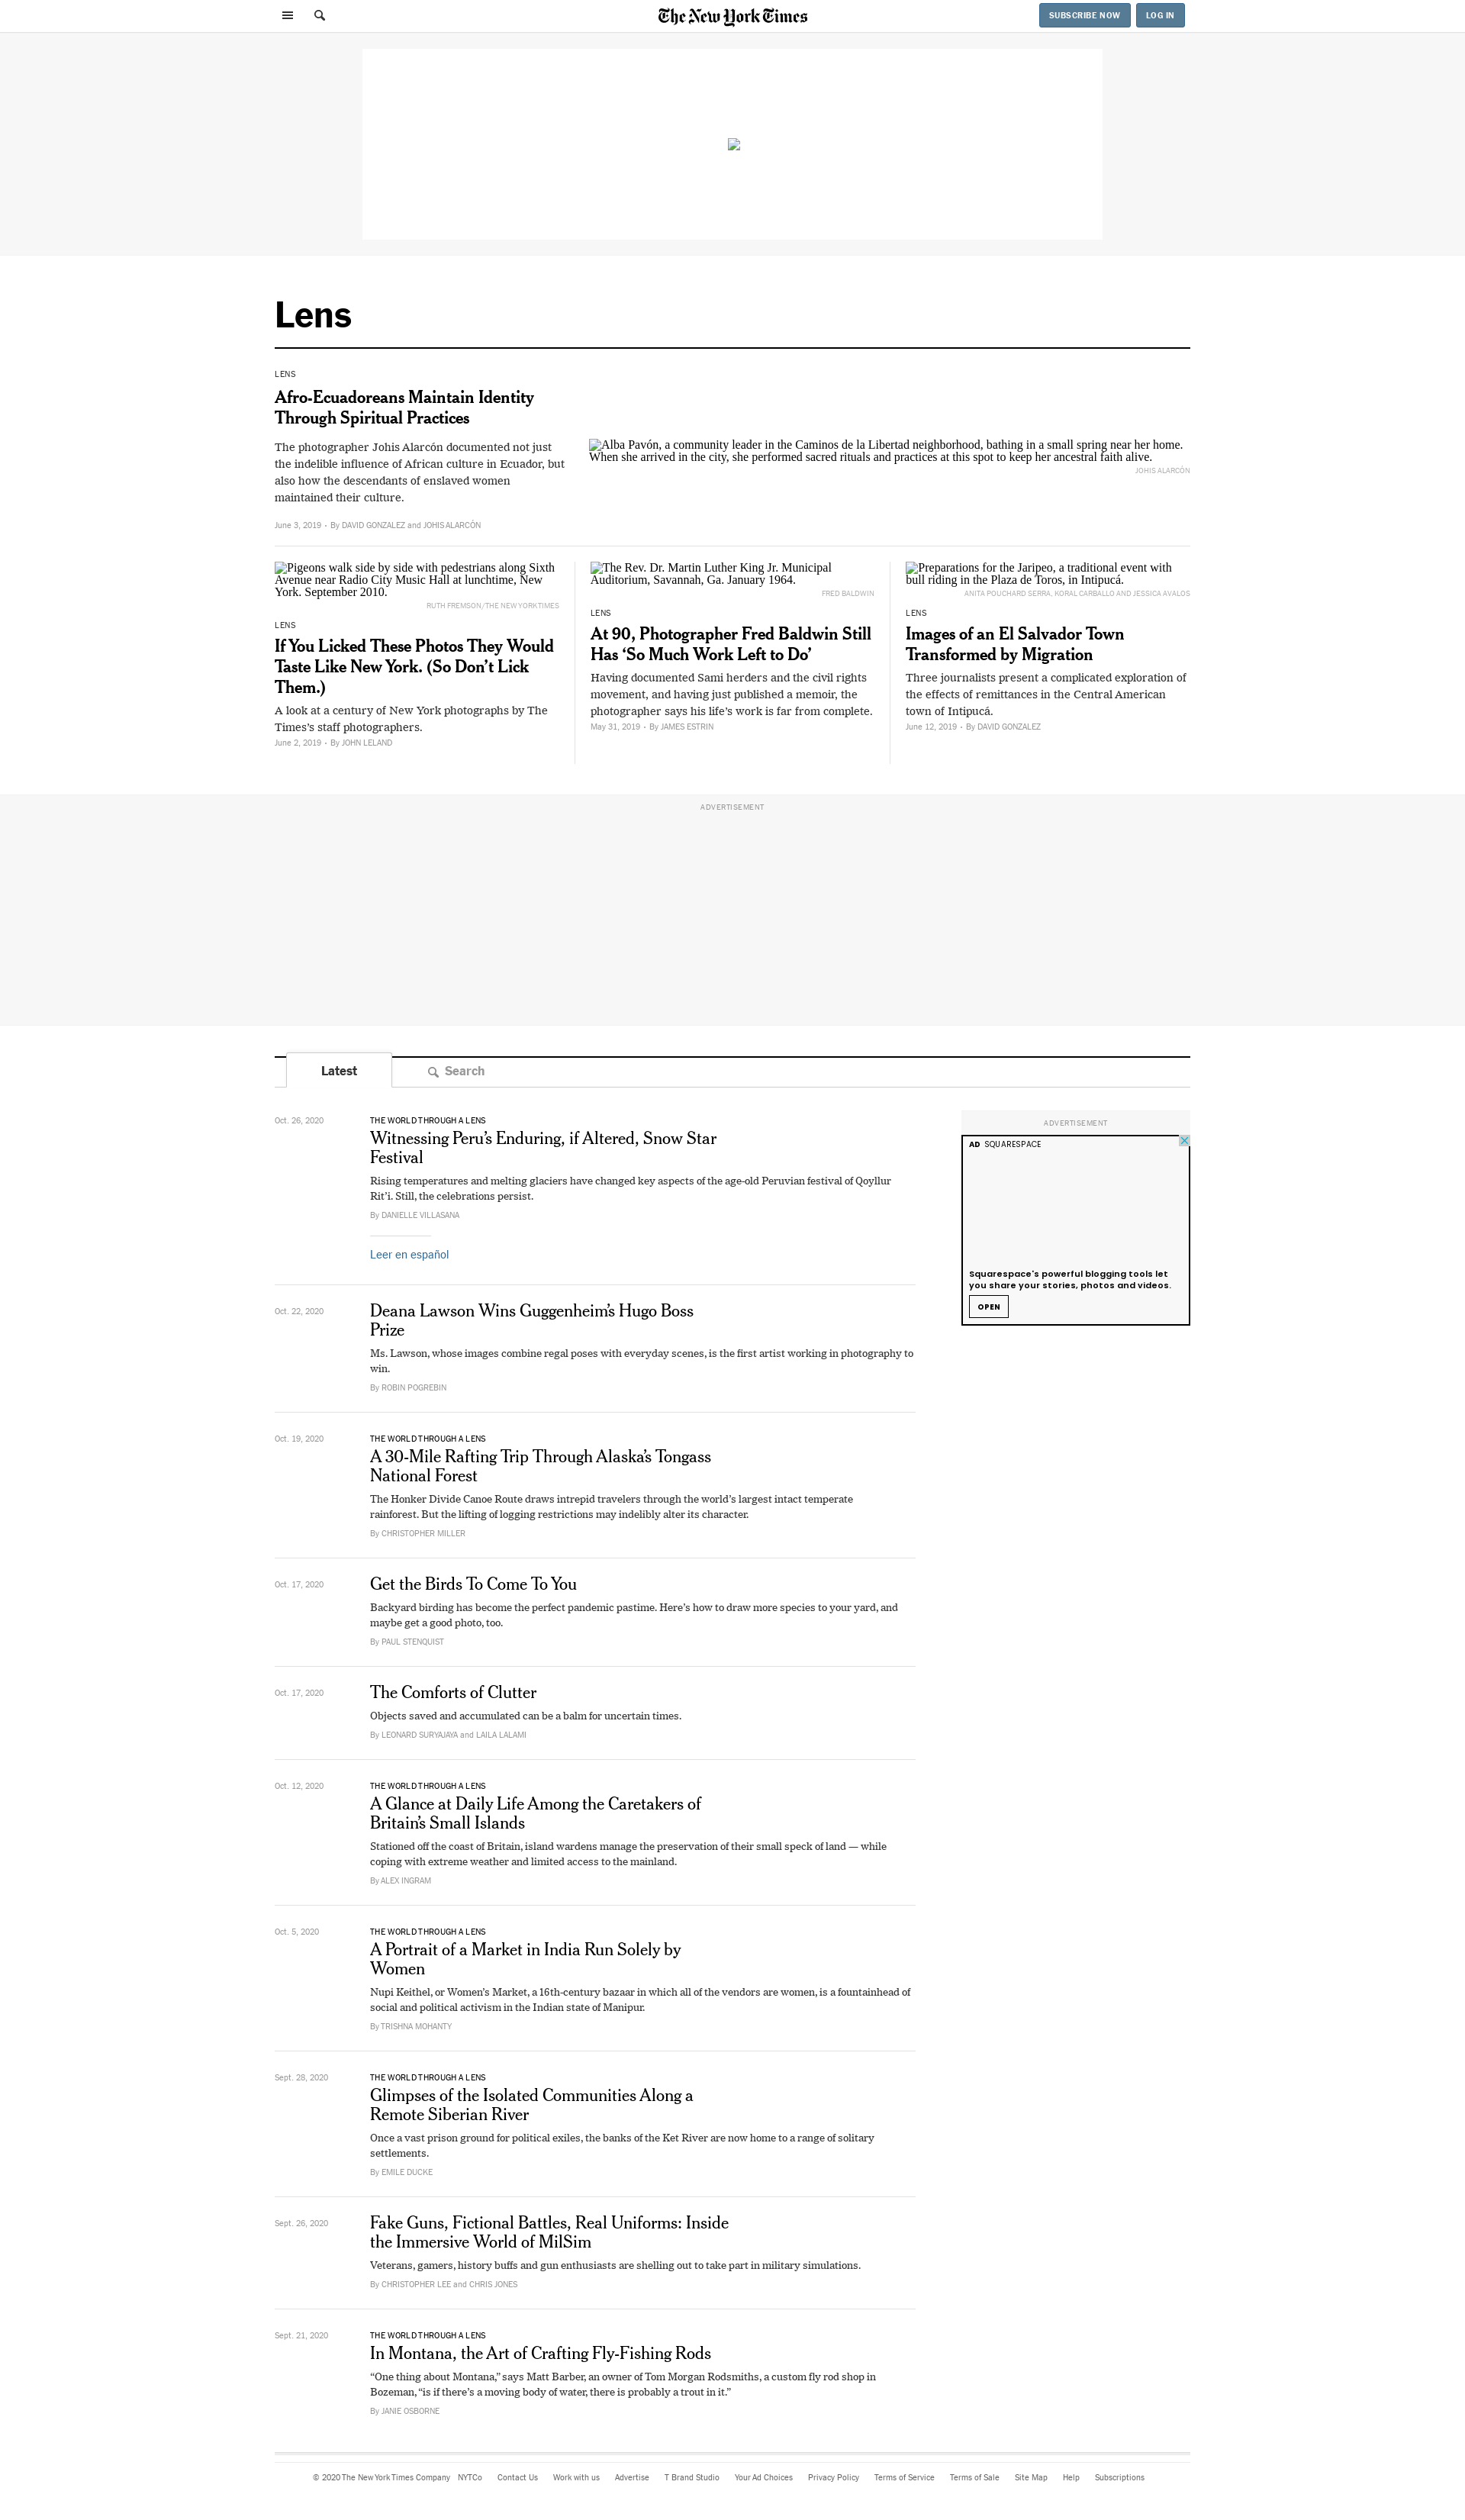 The New York Times
SUBSCRIBE NOW
LOG IN
Lens
LENS
Afro-Ecuadoreans Maintain Identity
Through Spiritual Practices
The photographer Johis Alarcón documented not just
the indelible influence of African culture in Ecuador, but
also how the descendants of enslaved women
maintained their culture.
June 3, 2019 • By DAVID GONZALEZ and JOHIS ALARCÓN
Alba Pavón, a community leader in the Caminos de la Libertad neighborhood, bathing in a small spring near her home.
When she arrived in the city, she performed sacred rituals and practices at this spot to keep her ancestral faith alive.
JOHIS ALARCÓN
Pigeons walk side by side with pedestrians along Sixth
Avenue near Radio City Music Hall at lunchtime, New
York. September 2010.
RUTH FREMSON/THE NEW YORK TIMES
LENS
If You Licked These Photos They Would
Taste Like New York. (So Don’t Lick
Them.)
A look at a century of New York photographs by The
Times’s staff photographers.
June 2, 2019 • By JOHN LELAND
The Rev. Dr. Martin Luther King Jr. Municipal
Auditorium, Savannah, Ga. January 1964.
FRED BALDWIN
LENS
At 90, Photographer Fred Baldwin Still
Has ‘So Much Work Left to Do’
Having documented Sami herders and the civil rights
movement, and having just published a memoir, the
photographer says his life’s work is far from complete.
May 31, 2019 • By JAMES ESTRIN
Preparations for the Jaripeo, a traditional event with
bull riding in the Plaza de Toros, in Intipucá.
ANITA POUCHARD SERRA, KORAL CARBALLO AND JESSICA AVALOS
LENS
Images of an El Salvador Town
Transformed by Migration
Three journalists present a complicated exploration of
the effects of remittances in the Central American
town of Intipucá.
June 12, 2019 • By DAVID GONZALEZ
ADVERTISEMENT
Latest
Search
Oct. 26, 2020
THE WORLD THROUGH A LENS
Witnessing Peru’s Enduring, if Altered, Snow Star
Festival
Rising temperatures and melting glaciers have changed key aspects of the age-old Peruvian festival of Qoyllur
Rit’i. Still, the celebrations persist.
By DANIELLE VILLASANA
Leer en español
ADVERTISEMENT
AD SQUARESPACE
Squarespace's powerful blogging tools let
you share your stories, photos and videos.
OPEN
Oct. 22, 2020
Deana Lawson Wins Guggenheim’s Hugo Boss
Prize
Ms. Lawson, whose images combine regal poses with everyday scenes, is the first artist working in photography to
win.
By ROBIN POGREBIN
Oct. 19, 2020
THE WORLD THROUGH A LENS
A 30-Mile Rafting Trip Through Alaska’s Tongass
National Forest
The Honker Divide Canoe Route draws intrepid travelers through the world’s largest intact temperate
rainforest. But the lifting of logging restrictions may indelibly alter its character.
By CHRISTOPHER MILLER
Oct. 17, 2020
Get the Birds To Come To You
Backyard birding has become the perfect pandemic pastime. Here’s how to draw more species to your yard, and
maybe get a good photo, too.
By PAUL STENQUIST
Oct. 17, 2020
The Comforts of Clutter
Objects saved and accumulated can be a balm for uncertain times.
By LEONARD SURYAJAYA and LAILA LALAMI
Oct. 12, 2020
THE WORLD THROUGH A LENS
A Glance at Daily Life Among the Caretakers of
Britain’s Small Islands
Stationed off the coast of Britain, island wardens manage the preservation of their small speck of land — while
coping with extreme weather and limited access to the mainland.
By ALEX INGRAM
Oct. 5, 2020
THE WORLD THROUGH A LENS
A Portrait of a Market in India Run Solely by
Women
Nupi Keithel, or Women’s Market, a 16th-century bazaar in which all of the vendors are women, is a fountainhead of
social and political activism in the Indian state of Manipur.
By TRISHNA MOHANTY
Sept. 28, 2020
THE WORLD THROUGH A LENS
Glimpses of the Isolated Communities Along a
Remote Siberian River
Once a vast prison ground for political exiles, the banks of the Ket River are now home to a range of solitary
settlements.
By EMILE DUCKE
Sept. 26, 2020
Fake Guns, Fictional Battles, Real Uniforms: Inside
the Immersive World of MilSim
Veterans, gamers, history buffs and gun enthusiasts are shelling out to take part in military simulations.
By CHRISTOPHER LEE and CHRIS JONES
Sept. 21, 2020
THE WORLD THROUGH A LENS
In Montana, the Art of Crafting Fly-Fishing Rods
“One thing about Montana,” says Matt Barber, an owner of Tom Morgan Rodsmiths, a custom fly rod shop in
Bozeman, “is if there’s a moving body of water, there is probably a trout in it.”
By JANIE OSBORNE
© 2020 The New York Times Company NYTCo Contact Us Work with us Advertise T Brand Studio Your Ad Choices Privacy Policy Terms of Service Terms of Sale Site Map Help Subscriptions